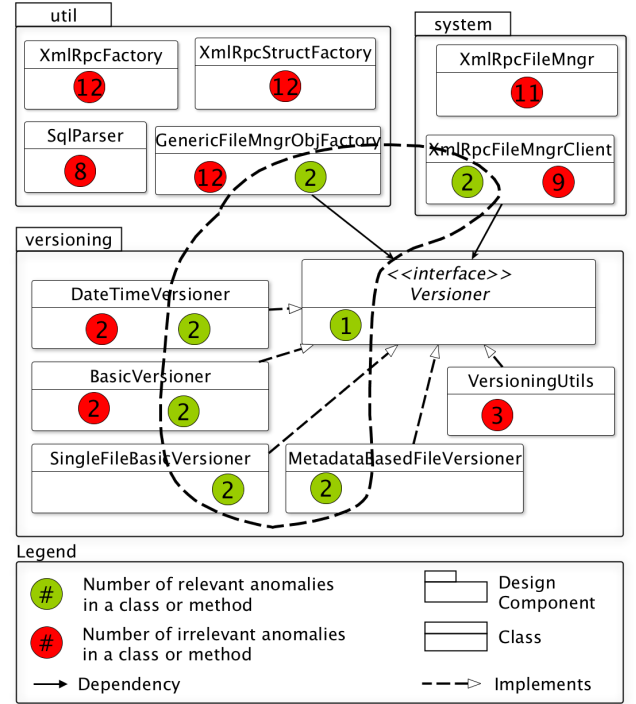 util
XmlRpcFactory
12
XmlRpcStructFactory
12
SqlParser
8
GenericFileMngrObjFactory
12
2
system
XmlRpcFileMngr
11
XmlRpcFileMngrClient
2
9
versioning
<<interface>>
Versioner
1
DateTimeVersioner
2
2
BasicVersioner
2
2
VersioningUtils
3
SingleFileBasicVersioner
2
MetadataBasedFileVersioner
2
Legend
# Number of relevant anomalies
in a class or method
# Number of irrelevant anomalies
in a class or method
Dependency
Design
Component
Class
Implements